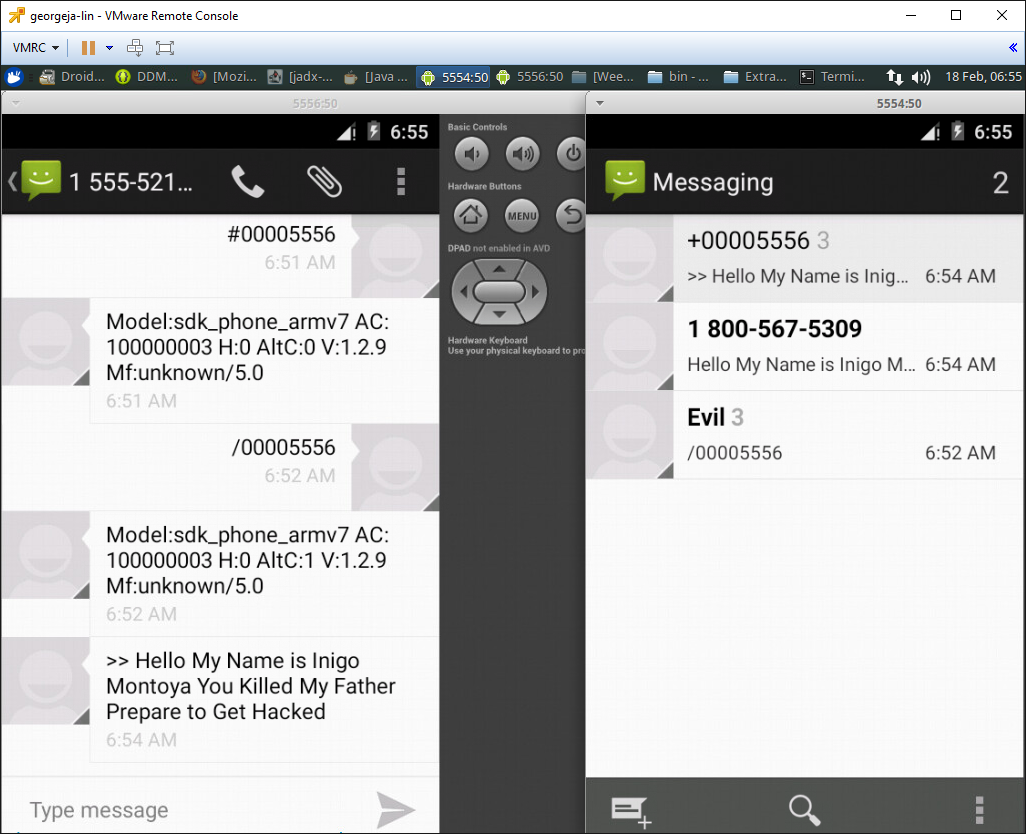 georgeja-lin - VMware Remote Console
VMRC
Droid... DDM... [Mozi... [jadx-... [Java ... 5554:50 5556:50 [Wee... bin - ... Extra... Termi... 18 Feb, 06:55
5556:50
6:55
1 555-521...
#00005556
6:51 AM
Model:sdk_phone_armv7 AC:
100000003 H:0 AltC:0 V:1.2.9
Mf:unknown/5.0
6:51 AM
/00005556
6:52 AM
Model:sdk_phone_armv7 AC:
100000003 H:0 AltC:1 V:1.2.9
Mf:unknown/5.0
6:52 AM
>> Hello My Name is Inigo
Montoya You Killed My Father
Prepare to Get Hacked
6:54 AM
Type message
Basic Controls
Hardware Buttons
MENU
DPAD not enabled in AVD
Hardware Keyboard
Use your physical keyboard to pro
5554:50
6:55
Messaging 2
+00005556 3
>> Hello My Name is Inig... 6:54 AM
1 800-567-5309
Hello My Name is Inigo M... 6:54 AM
Evil 3
/00005556 6:52 AM